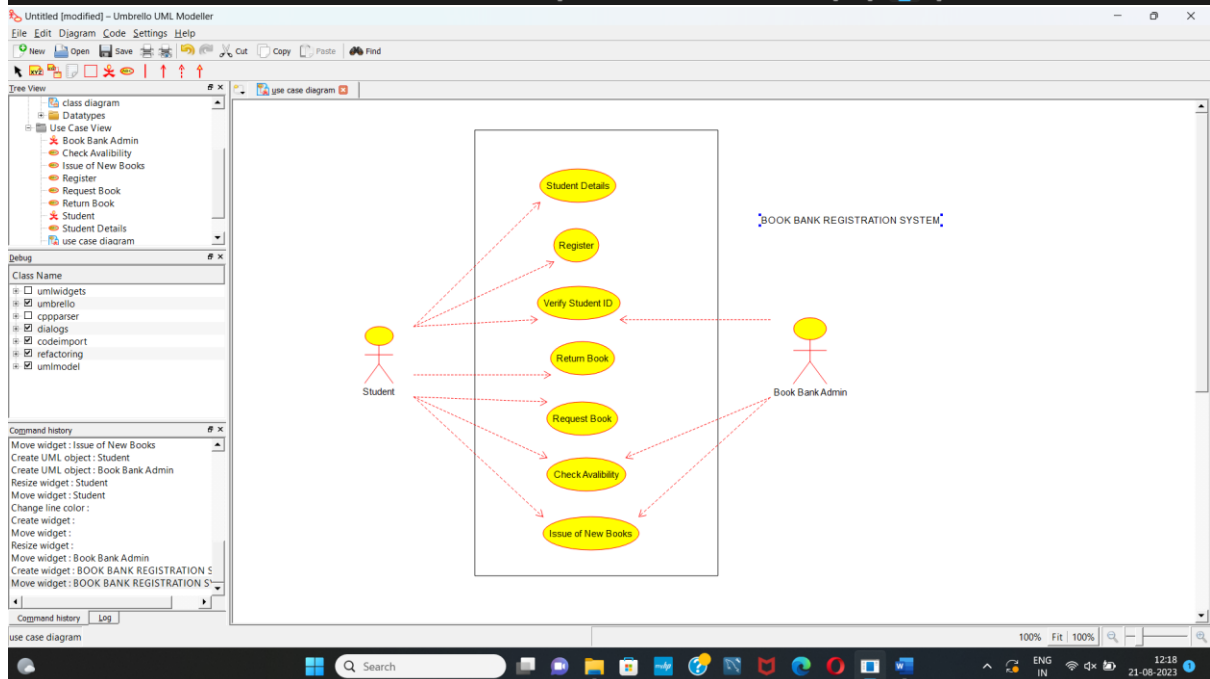 Untitled [modified] – Umbrello UML Modeller
File Edit Diagram Code Settings Help
New Open Save Cut Copy Paste Find
Tree View
use case diagram
class diagram
Datatypes
Use Case View
Book Bank Admin
Check Avalibility
Issue of New Books
Register
Request Book
Return Book
Student
Student Details
use case diagram
Debug
Class Name
umlwidgets
umbrello
cppparser
dialogs
codeimport
refactoring
umlmodel
Command history
Move widget : Issue of New Books
Create UML object : Student
Create UML object : Book Bank Admin
Resize widget : Student
Move widget : Student
Change line color :
Create widget :
Move widget :
Resize widget :
Move widget : Book Bank Admin
Create widget : BOOK BANK REGISTRATION S
Move widget : BOOK BANK REGISTRATION S
Command history Log
Student Details
BOOK BANK REGISTRATION SYSTEM
Register
Verify Student ID
Return Book
Student
Book Bank Admin
Request Book
Check Avalibility
Issue of New Books
use case diagram
100% Fit 100%
Search
ENG
IN
12:18
21-08-2023
1